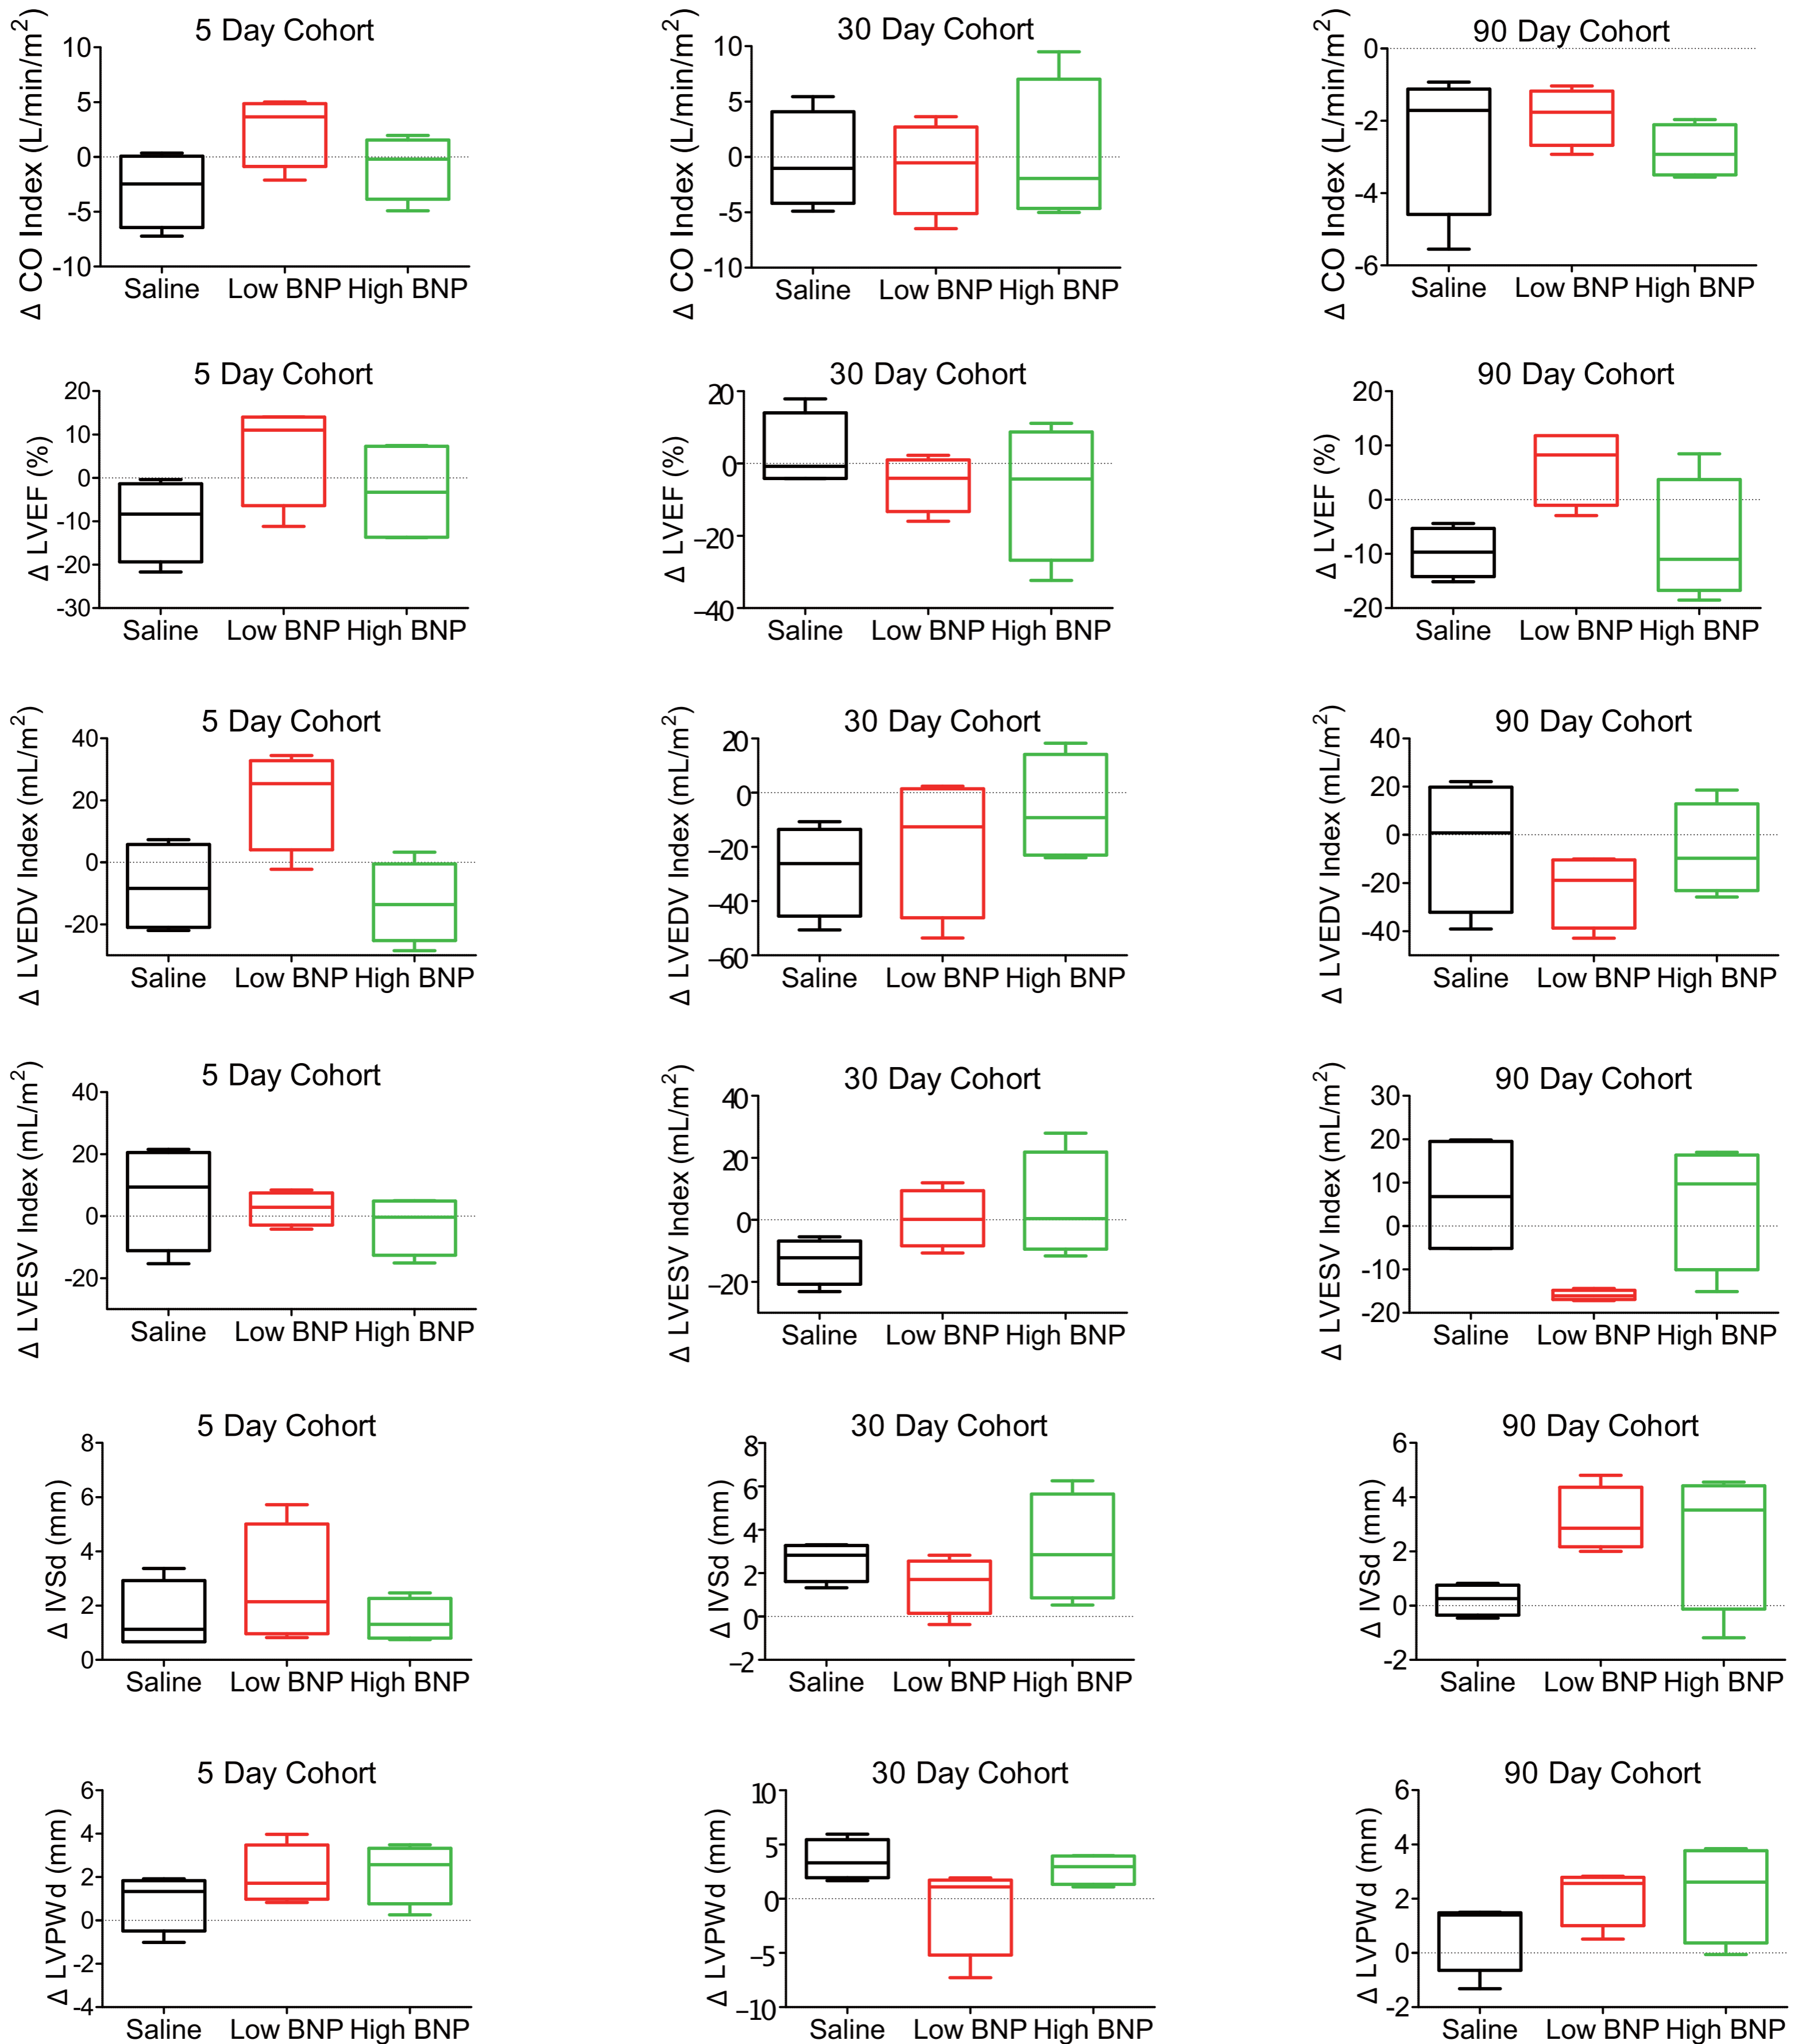 5 Day Cohort
Δ CO Index (L/min/m²)
10
5
0
-5
-10
Saline Low BNP High BNP
30 Day Cohort
Δ CO Index (L/min/m²)
10
5
0
-5
-10
Saline Low BNP High BNP
90 Day Cohort
Δ CO Index (L/min/m²)
0
-2
-4
-6
Saline Low BNP High BNP
5 Day Cohort
Δ LVEF (%)
20
10
0
-10
-20
-30
Saline Low BNP High BNP
30 Day Cohort
Δ LVEF (%)
20
0
−20
−40
Saline Low BNP High BNP
90 Day Cohort
Δ LVEF (%)
20
10
0
-10
-20
Saline Low BNP High BNP
5 Day Cohort
Δ LVEDV Index (mL/m²)
40
20
0
-20
Saline Low BNP High BNP
30 Day Cohort
Δ LVEDV Index (mL/m²)
20
0
−20
−40
−60
Saline Low BNP High BNP
90 Day Cohort
Δ LVEDV Index (mL/m²)
40
20
0
-20
-40
Saline Low BNP High BNP
5 Day Cohort
Δ LVESV Index (mL/m²)
40
20
0
-20
Saline Low BNP High BNP
30 Day Cohort
Δ LVESV Index (mL/m²)
40
20
0
−20
Saline Low BNP High BNP
90 Day Cohort
Δ LVESV Index (mL/m²)
30
20
10
0
-10
-20
Saline Low BNP High BNP
5 Day Cohort
Δ IVSd (mm)
8
6
4
2
0
Saline Low BNP High BNP
30 Day Cohort
Δ IVSd (mm)
8
6
4
2
0
−2
Saline Low BNP High BNP
90 Day Cohort
Δ IVSd (mm)
6
4
2
0
-2
Saline Low BNP High BNP
5 Day Cohort
Δ LVPWd (mm)
6
4
2
0
-2
-4
Saline Low BNP High BNP
30 Day Cohort
Δ LVPWd (mm)
10
5
0
−5
−10
Saline Low BNP High BNP
90 Day Cohort
Δ LVPWd (mm)
6
4
2
0
-2
Saline Low BNP High BNP